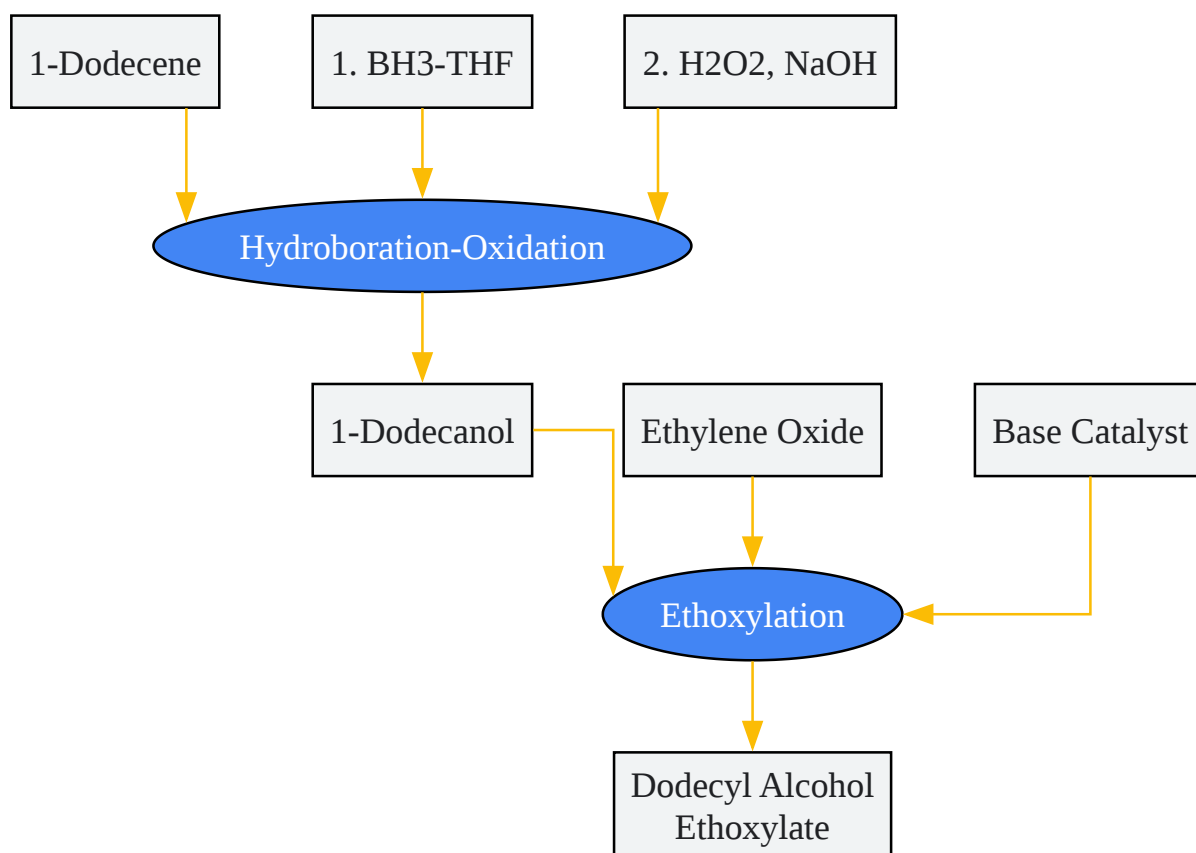 1-Dodecene
1. BH3-THF
2. H2O2, NaOH
Hydroboration-Oxidation
1-Dodecanol
Ethylene Oxide
Base Catalyst
Ethoxylation
Dodecyl Alcohol
Ethoxylate